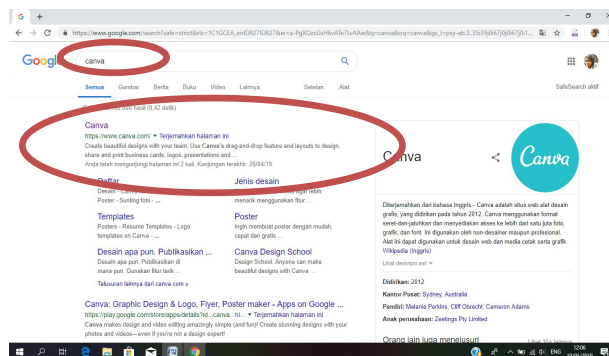 G
https://www.google.com/search?safe=strict&rlz=1C1GCEA_enID827ID827&ei=
Google
canva
Semua Gambar Berita Buku Video Lainnya Setelan Alat
SafeSearch aktif
hasil (0,42 detik)
Canva
https://www.canva.com/ ▾ Terjemahkan halaman ini
Create beautiful designs with your team. Use Canva's drag-and-drop feature and layouts to design,
share and print business cards, logos, presentations and ...
Anda telah mengunjungi halaman ini 2 kali. Kunjungan terakhir: 28/04/19
Daftar
Desain - Canva
Poster - Sunting foto - ...
Jenis desain
agar lebih
menarik menggunakan fitur ...
Templates
Posters - Resume Templates - Logo
templates on Canva - ...
Poster
Ingin membuat poster dengan mudah,
cepat dan gratis ...
Desain apa pun. Publikasikan ...
Desain apa pun. Publikasikan di
mana pun. Gunakan fitur tarik ...
Canva Design School
Design School. Anyone can make
beautiful designs with Canva ...
Telusuran lainnya dari canva.com »
Canva: Graphic Design & Logo, Flyer, Poster maker - Apps on Google ...
https://play.google.com/store/apps/details?id...canva...hl... ▾ Terjemahkan halaman ini
Canva makes design and video editing amazingly simple (and fun)! Create stunning designs with your
photos and videos—even if you're not a design expert!
Canva
Canva
Diterjemahkan dari bahasa Inggris - Canva adalah situs web alat desain
grafis, yang didirikan pada tahun 2012. Canva menggunakan format
seret-dan-jatuhkan dan menyediakan akses ke lebih dari satu juta foto,
grafik, dan font. Ini digunakan oleh non-desainer maupun profesional.
Alat ini dapat digunakan untuk desain web dan media cetak serta grafik.
Wikipedia (Inggris)
Lihat deskripsi asli
Didirikan: 2012
Kantor Pusat: Sydney, Australia
Pendiri: Melanie Perkins, Cliff Obrecht, Cameron Adams
Anak perusahaan: Zeetings Pty Limited
Orang lain juga menelusuri
ENG
12:06